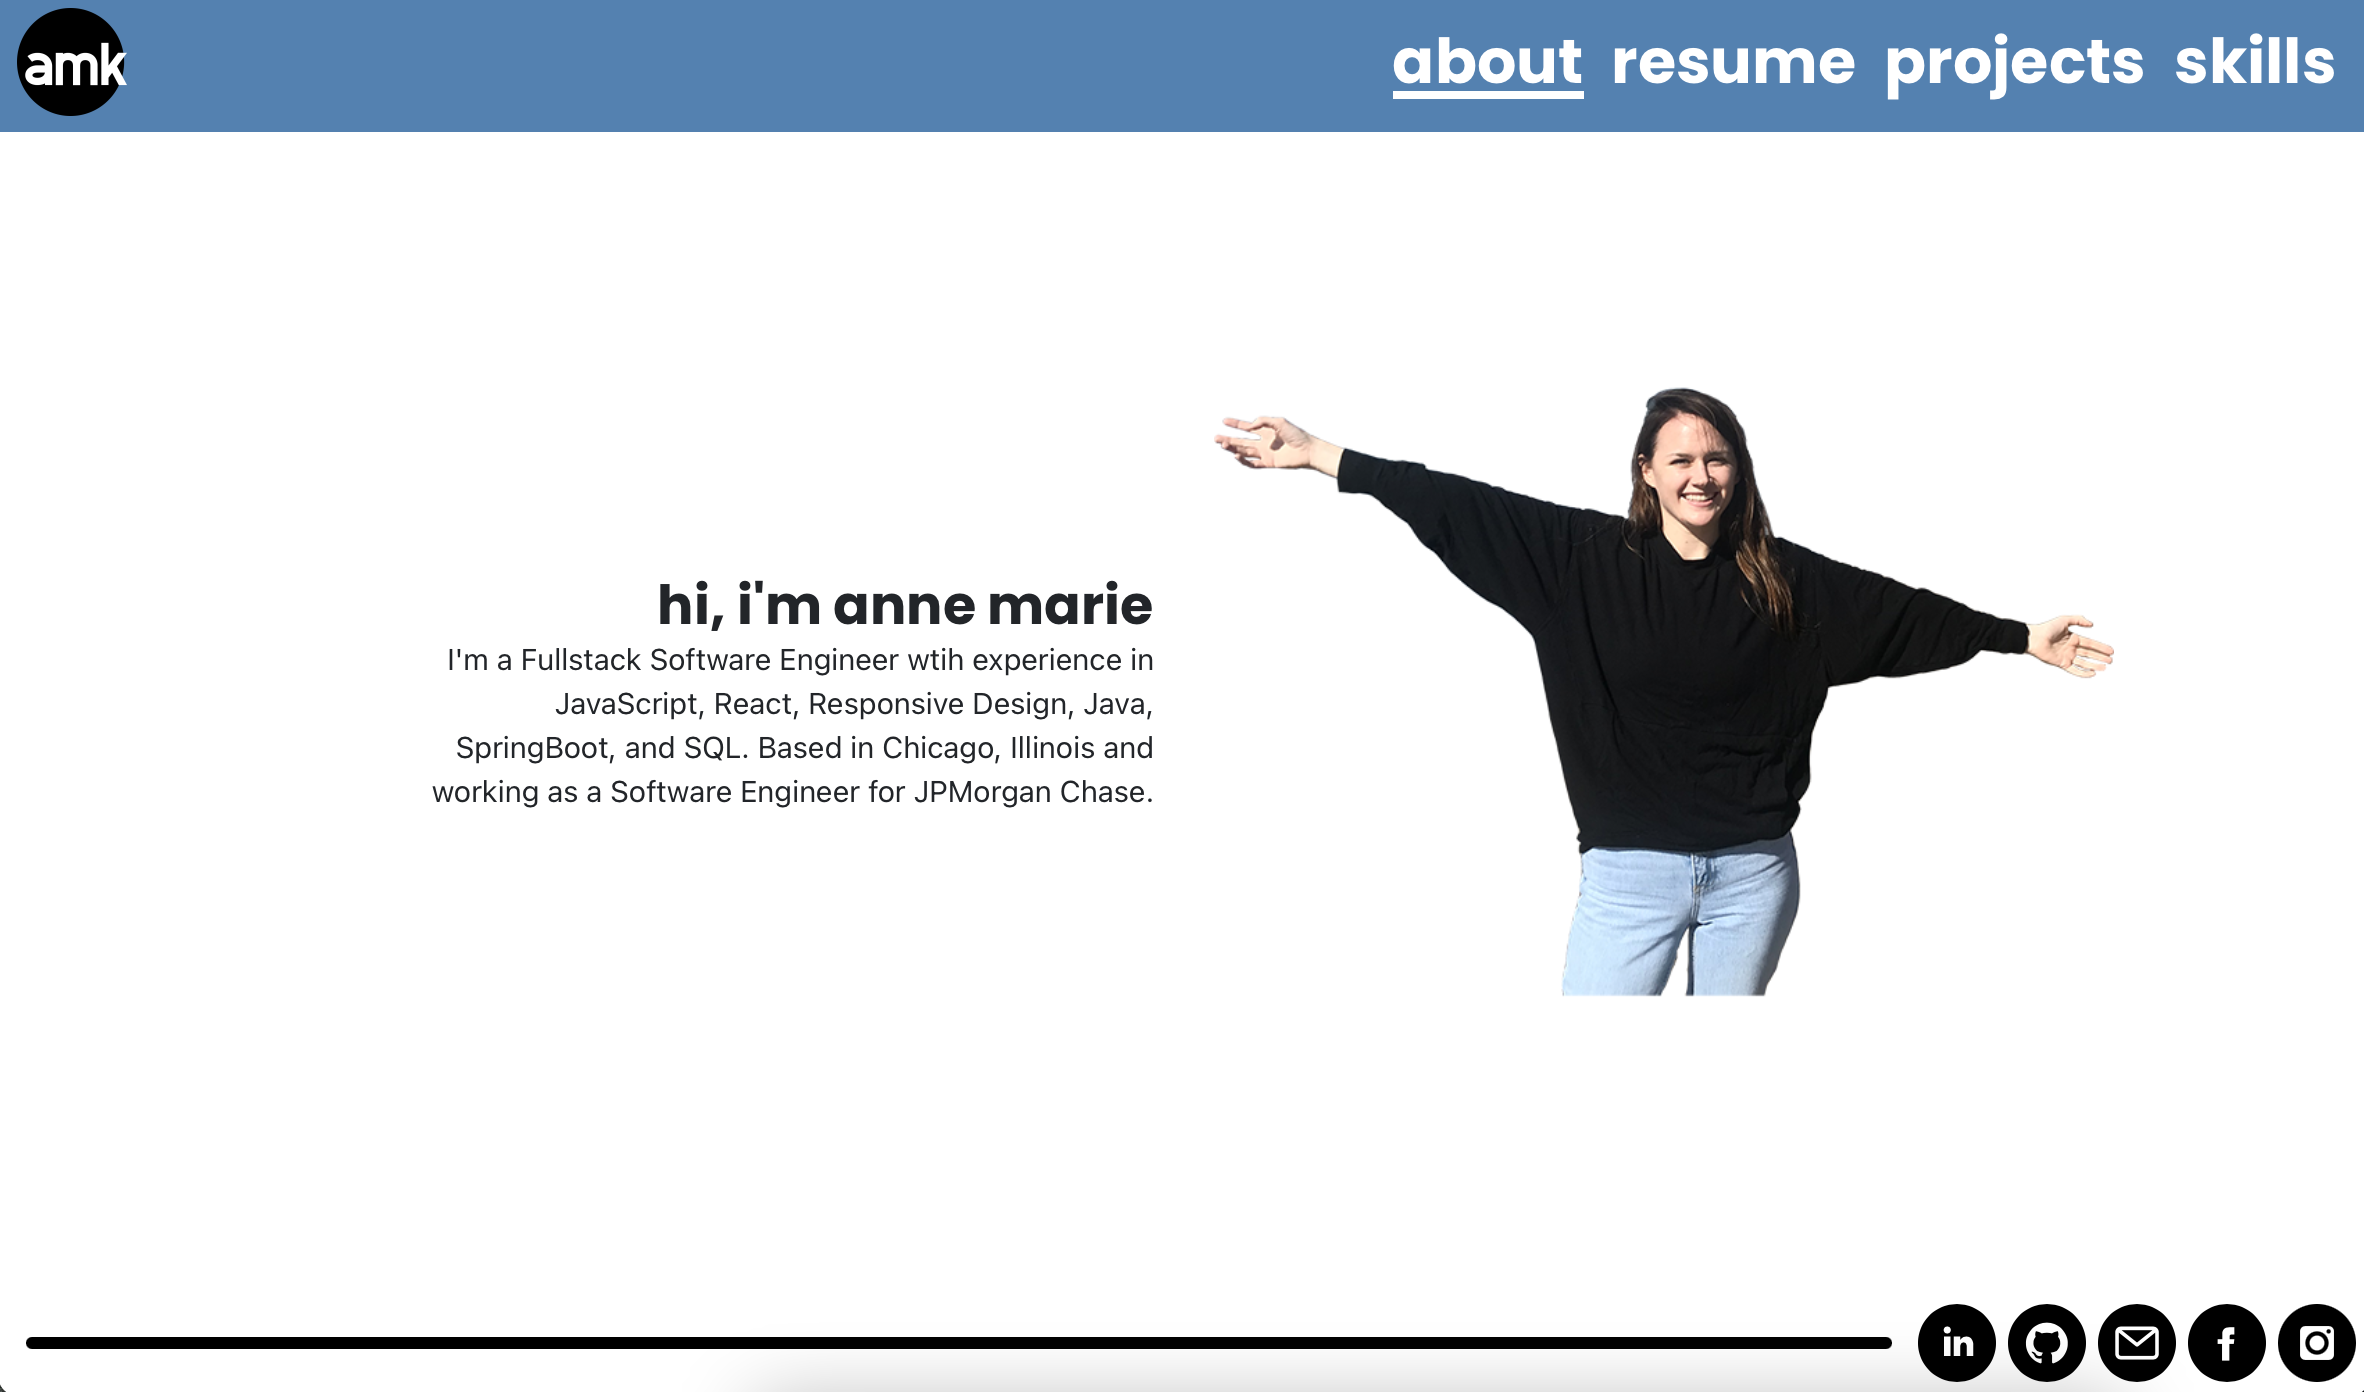 amk
about resume projects skills
hi, i'm anne marie
I'm a Fullstack Software Engineer wtih experience in
JavaScript, React, Responsive Design, Java,
SpringBoot, and SQL. Based in Chicago, Illinois and
working as a Software Engineer for JPMorgan Chase.
in f